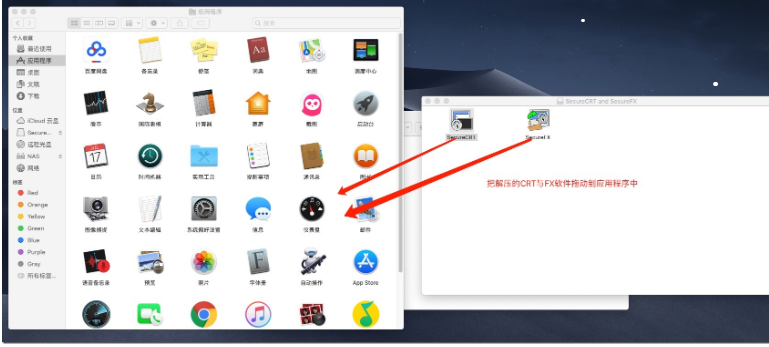 应用程序
搜索
个人收藏
最近使用
应用程序
桌面
文稿
下载
位置
iCloud 云盘
Secure...
远程光盘
NAS
网络
标签
Red
Orange
Yellow
Green
Blue
Purple
Gray
所有标签...
百度网盘
备忘录
便笺
词典
地图
调度中心
股市
国际象棋
计算器
家庭
截图
启动台
日历
时间机器
实用工具
提醒事项
通讯录
图书
图像捕捉
文本编辑
系统偏好设置
信息
仪表盘
邮件
语音备忘录
预览
照片
字体册
自动操作
App Store
SecureCRT and SecureFX
SecureCRT
SecureFX
把解压的CRT与FX软件拖动到应用程序中